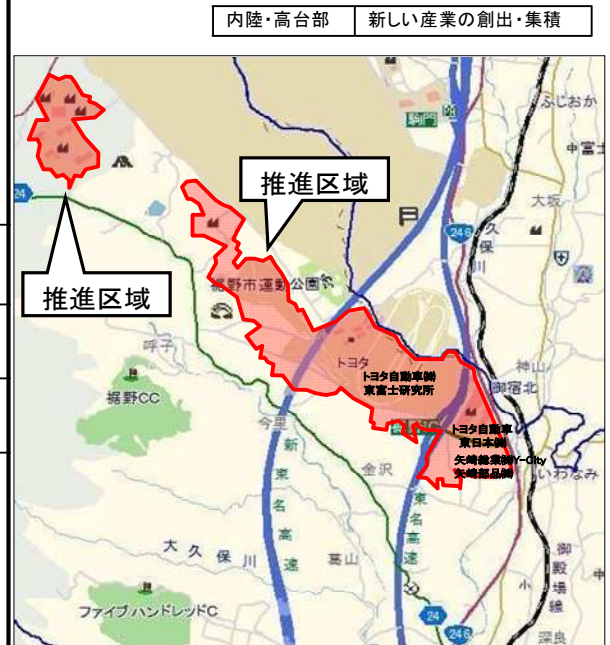 内陸・高台部 新しい産業の創出・集積
ふじおか
駒門
中富士
大坂
24
推進区域
246
久保川
推進区域
裾野市運動公園
呼子
トヨタ
トヨタ自動車㈱
東富士研究所
神山
御宿北
裾野CC
今里
トヨタ自動車
東日本㈱
矢崎総業㈱Y-City
矢崎部品㈱
いわなみ
金沢
新東名高速
東名高速
大久保川
葛山
御殿場線
小
中
ファイブハンドレッドC
24
246
深良